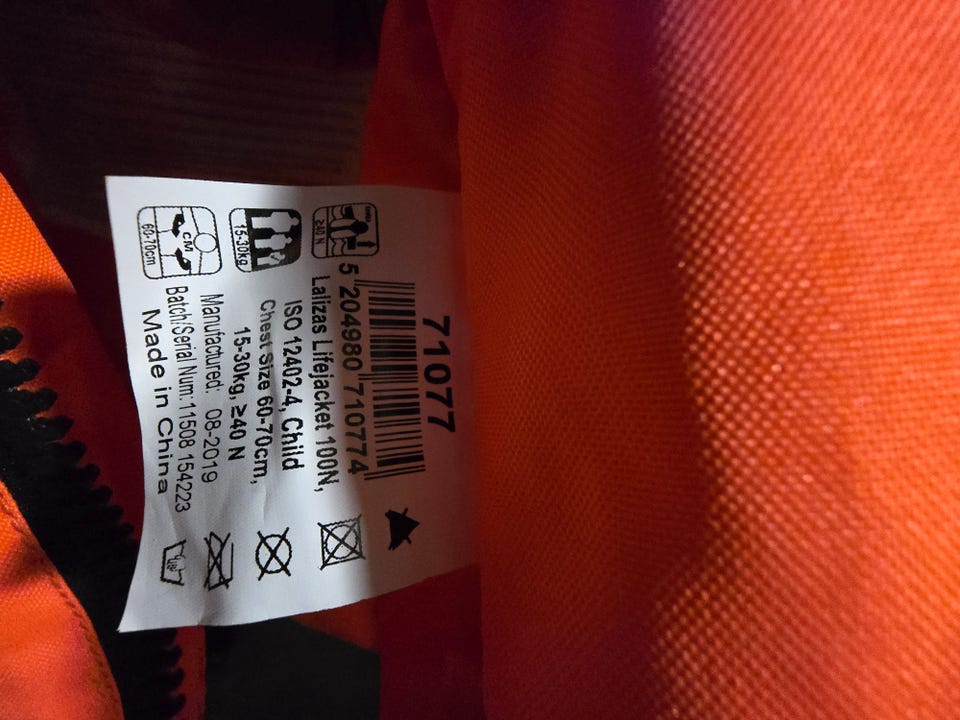 71077
5 204980 710774
Lalizas Lifejacket 100N,
ISO 12402-4, Child
Chest Size 60-70cm,
15-30kg, ≥40 N
Manufactured: 08-2019
Batch/Serial Num:11508 154223
Made in China
≥40 N
15-30kg
CM
60-70cm